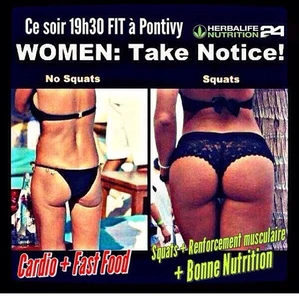 Ce soir 19h30 FIT à Pontivy
HERBALIFE
NUTRITION 24
WOMEN: Take Notice!
No Squats
Squats
Cardio + Fast Food
Squats + Renforcement musculaire
+ Bonne Nutrition